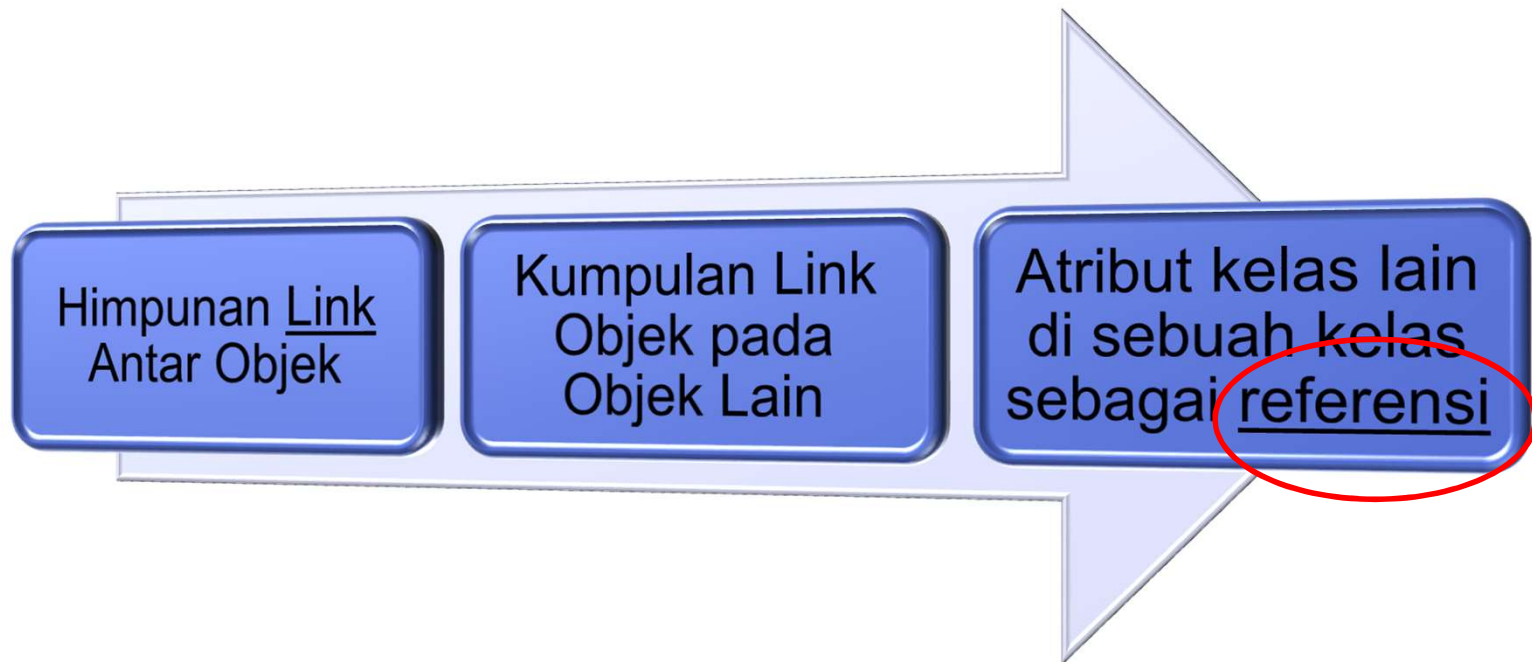 Himpunan Link
Antar Objek
Kumpulan Link
Objek pada
Objek Lain
Atribut kelas lain
di sebuah kelas
sebagai referensi